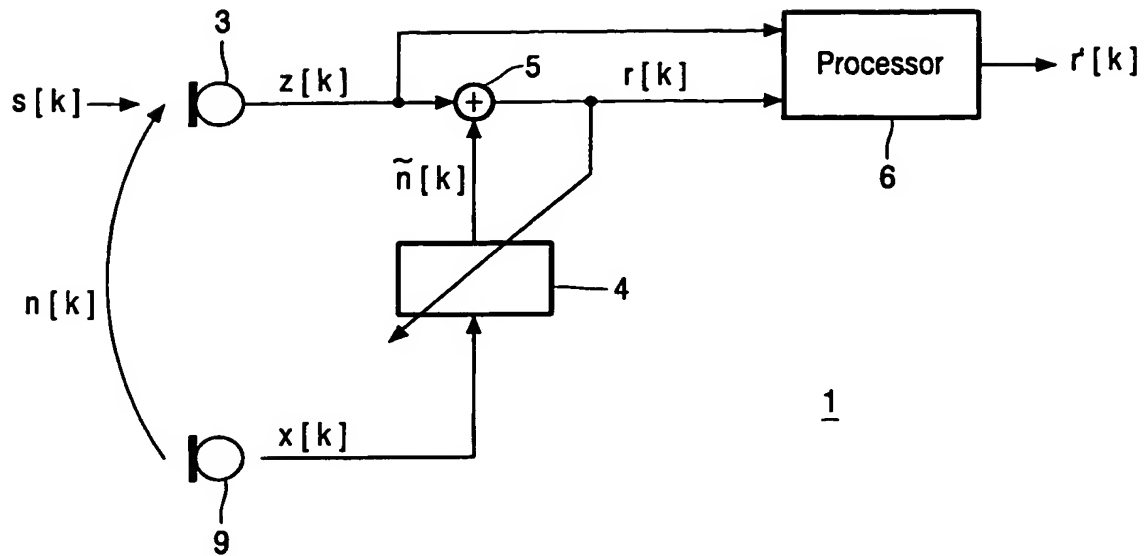 3
s[k]
z[k]
5
r[k]
Processor
r'[k]
6
ñ[k]
n[k]
4
1
x[k]
9